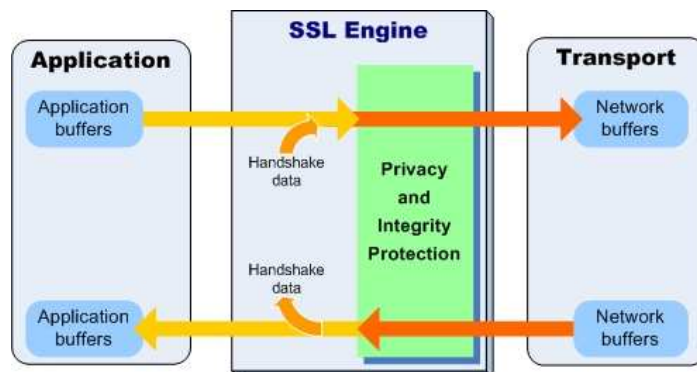 SSL Engine
Application
Transport
Application
buffers
Network
buffers
Handshake
data
Privacy
and
Integrity
Protection
Handshake
data
Application
buffers
Network
buffers